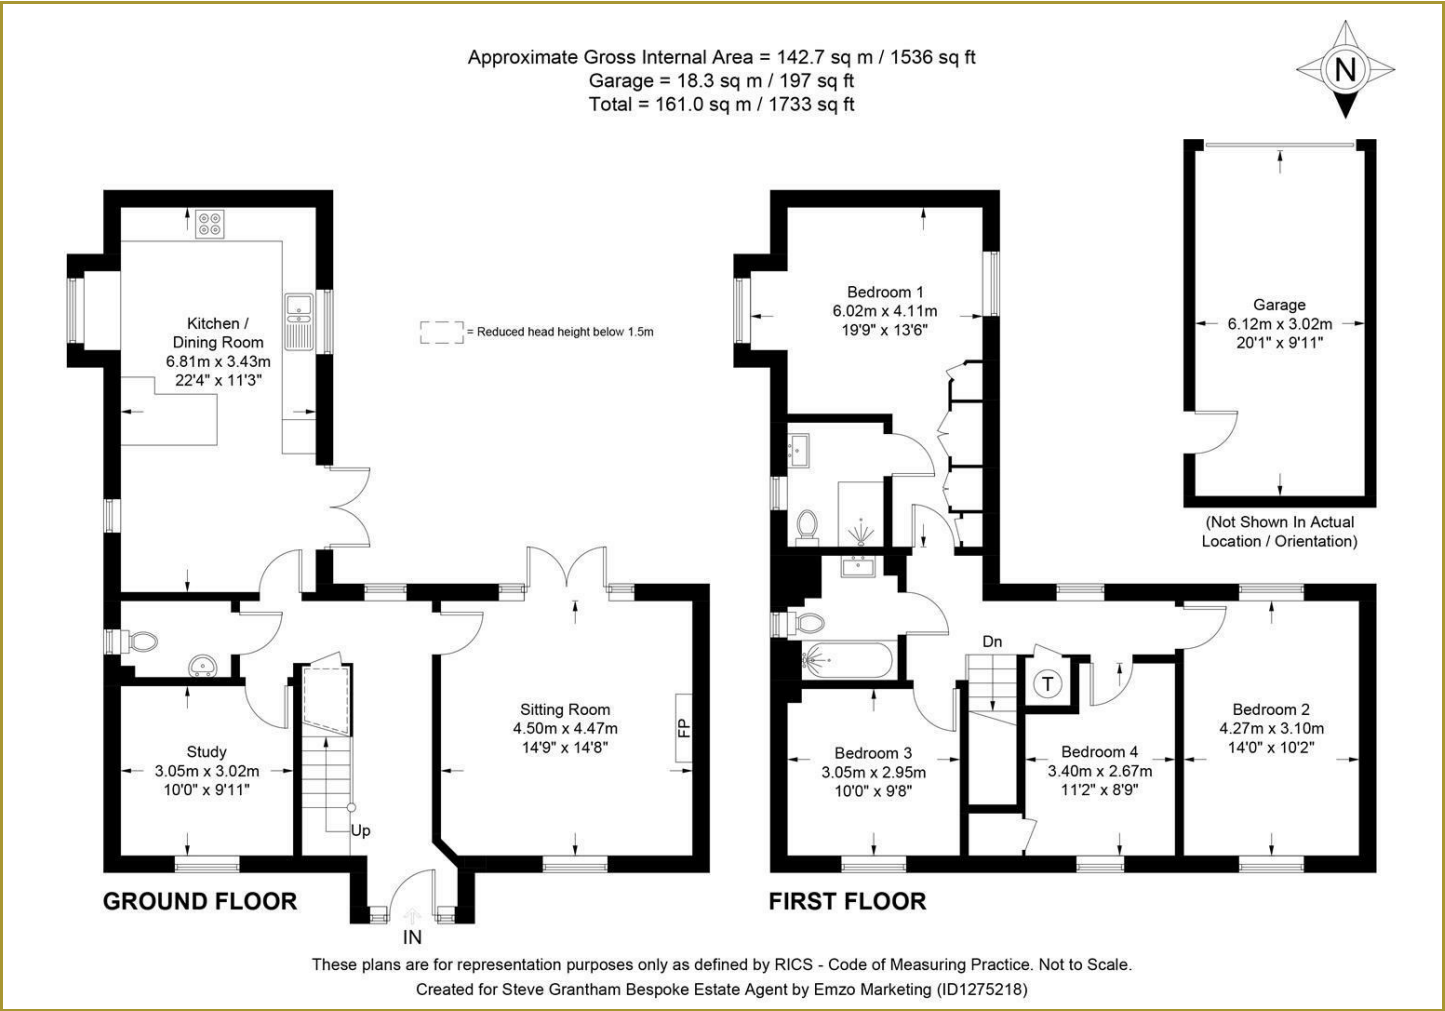 Approximate Gross Internal Area = 142.7 sq m / 1536 sq ft
Garage = 18.3 sq m / 197 sq ft
Total = 161.0 sq m / 1733 sq ft
N
Kitchen /
Dining Room
6.81m x 3.43m
22'4" x 11'3"
= Reduced head height below 1.5m
Sitting Room
4.50m x 4.47m
14'9" x 14'8"
FP
Study
3.05m x 3.02m
10'0" x 9'11"
Up
IN
GROUND FLOOR
Bedroom 1
6.02m x 4.11m
19'9" x 13'6"
Dn
T
Bedroom 2
4.27m x 3.10m
14'0" x 10'2"
Bedroom 3
3.05m x 2.95m
10'0" x 9'8"
Bedroom 4
3.40m x 2.67m
11'2" x 8'9"
FIRST FLOOR
Garage
6.12m x 3.02m
20'1" x 9'11"
(Not Shown In Actual
Location / Orientation)
These plans are for representation purposes only as defined by RICS - Code of Measuring Practice. Not to Scale.
Created for Steve Grantham Bespoke Estate Agent by Emzo Marketing (ID1275218)